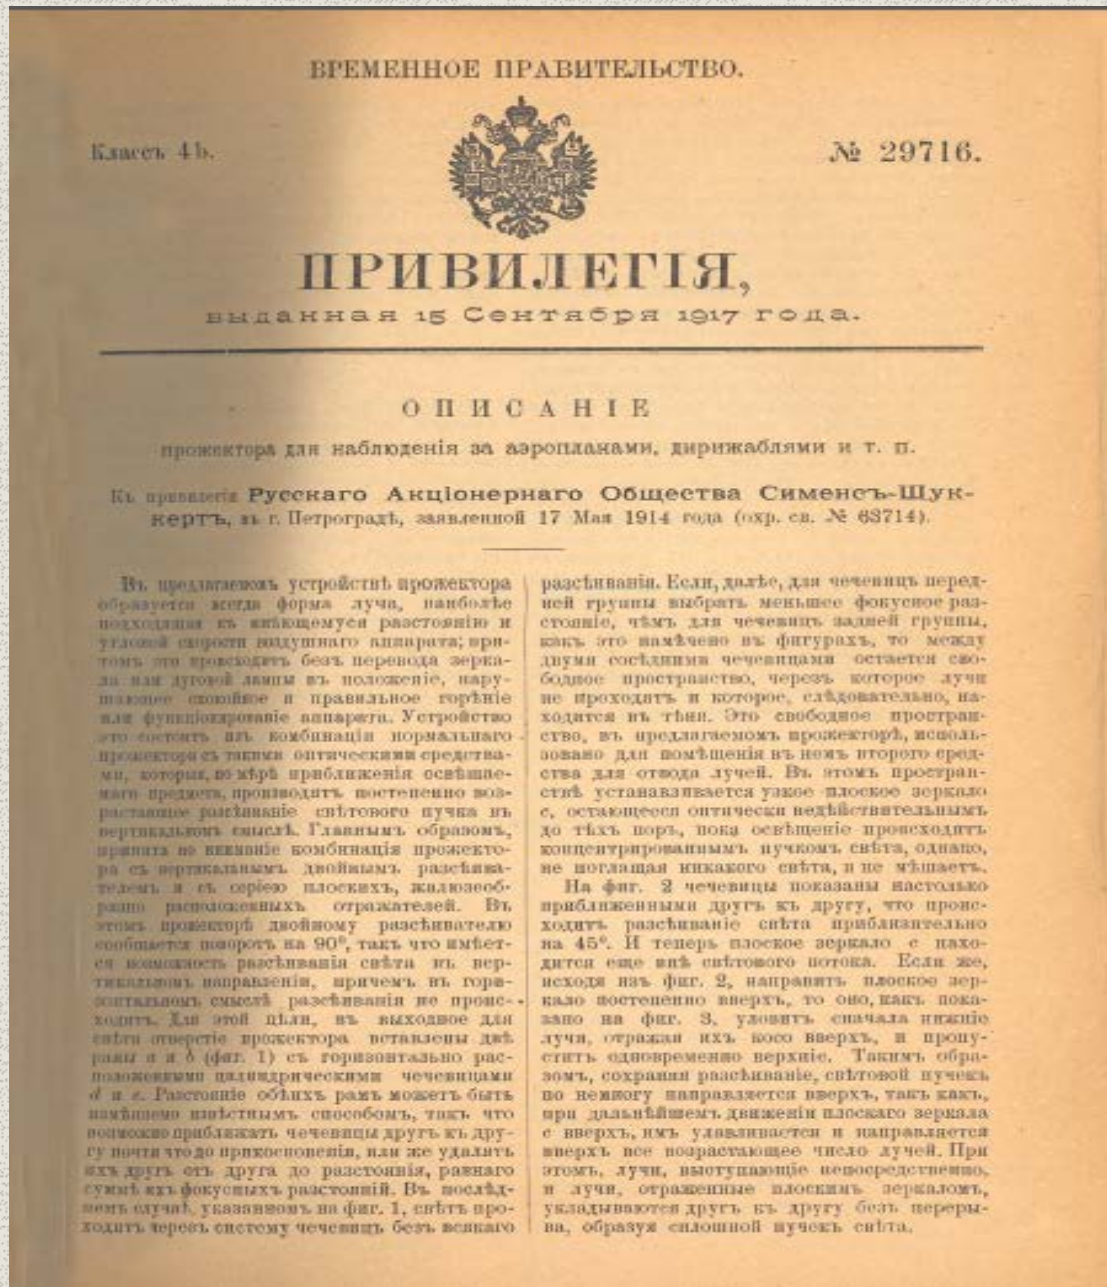 ВРЕМЕННОЕ ПРАВИТЕЛЬСТВО.
Классъ 4b.
№ 29716.
ПРИВИЛЕГІЯ,
выданная 15 Сентября 1917 года.
ОПИСАНІЕ
прожектора для наблюденія за аэропланами, дирижаблями и т. п.
Къ привилегіи Русскаго Акціонернаго Общества Сименсъ-Шук-
кертъ, въ г. Петроградѣ, заявленной 17 Мая 1914 года (охр. св. № 63714).
Въ предлагаемомъ устройствѣ прожектора
образуется всегда форма луча, наиболѣе
подходящая къ имѣющемуся разстоянію и
угловой скорости воздушнаго аппарата; при-
томъ это происходитъ безъ перевода зерка-
ла или дуговой лампы въ положеніе, нару-
шающее спокойное и правильное горѣніе
или функціонированіе аппарата. Устройство
это состоитъ изъ комбинаціи нормальнаго
прожектора съ такими оптическими средства-
ми, которыя, по мѣрѣ приближенія освѣщае-
маго предмета, производятъ постепенно воз-
растающее разсѣиваніе свѣтового пучка въ
вертикальномъ смыслѣ. Главнымъ образомъ,
принята во вниманіе комбинація прожекто-
ра съ вертикальнымъ двойнымъ разсѣива-
телемъ и съ серіею плоскихъ, жалюзеоб-
разно расположенныхъ отражателей. Въ
этомъ прожекторѣ двойному разсѣивателю
сообщается поворотъ на 90°, такъ что имѣет-
ся возможность разсѣиванія свѣта въ вер-
тикальномъ направленіи, причемъ въ гори-
зонтальномъ смыслѣ разсѣиванія не проис-
ходитъ. Для этой цѣли, въ выходное для
свѣта отверстіе прожектора вставлены двѣ
рамы a и b (фиг. 1) съ горизонтально рас-
положенными цилиндрическими чечевицами
d и e. Разстояніе обѣихъ рамъ можетъ быть
измѣняемо извѣстнымъ способомъ, такъ что
возможно приближать чечевицы другъ къ дру-
гу почти что до прикосновенія, или же удалять
ихъ другъ отъ друга до разстоянія, равнаго
суммѣ ихъ фокусныхъ разстояній. Въ послѣд-
немъ случаѣ, указанномъ на фиг. 1, свѣтъ про-
ходитъ черезъ систему чечевицъ безъ всякаго
разсѣиванія. Если, далѣе, для чечевицъ перед-
ней группы выбрать меньшее фокусное раз-
стояніе, чѣмъ для чечевицъ задней группы,
какъ это намѣчено въ фигурахъ, то между
двумя сосѣдними чечевицами остается сво-
бодное пространство, черезъ которое лучи
не проходятъ и которое, слѣдовательно, на-
ходится въ тѣни. Это свободное простран-
ство, въ предлагаемомъ прожекторѣ, исполь-
зовано для помѣщенія въ немъ второго сред-
ства для отвода лучей. Въ этомъ простран-
ствѣ устанавливается узкое плоское зеркало
c, остающееся оптически недѣйствительнымъ
до тѣхъ поръ, пока освѣщеніе происходитъ
концентрированнымъ пучкомъ свѣта, однако,
не поглащая никакого свѣта, и не мѣшаетъ.
На фиг. 2 чечевицы показаны настолько
приближенными другъ къ другу, что проис-
ходитъ разсѣиваніе свѣта приблизительно
на 45°. И теперь плоское зеркало c нахо-
дится еще внѣ свѣтового потока. Если же,
исходя изъ фиг. 2, направить плоское зер-
кало постепенно вверхъ, то оно, какъ пока-
зано на фиг. 3, уловитъ сначала нижніе
лучи, отражая ихъ косо вверхъ, и пропу-
ститъ одновременно верхніе. Такимъ обра-
зомъ, сохраняя разсѣиваніе, свѣтовой пучекъ
по немногу направляется вверхъ, такъ какъ,
при дальнѣйшемъ движеніи плоскаго зеркала
c вверхъ, имъ улавливается и направляется
вверхъ все возрастающее число лучей. При
этомъ, лучи, выступающіе непосредственно,
и лучи, отраженные плоскимъ зеркаломъ,
укладываются другъ къ другу безъ переры-
ва, образуя сплошной пучекъ свѣта.